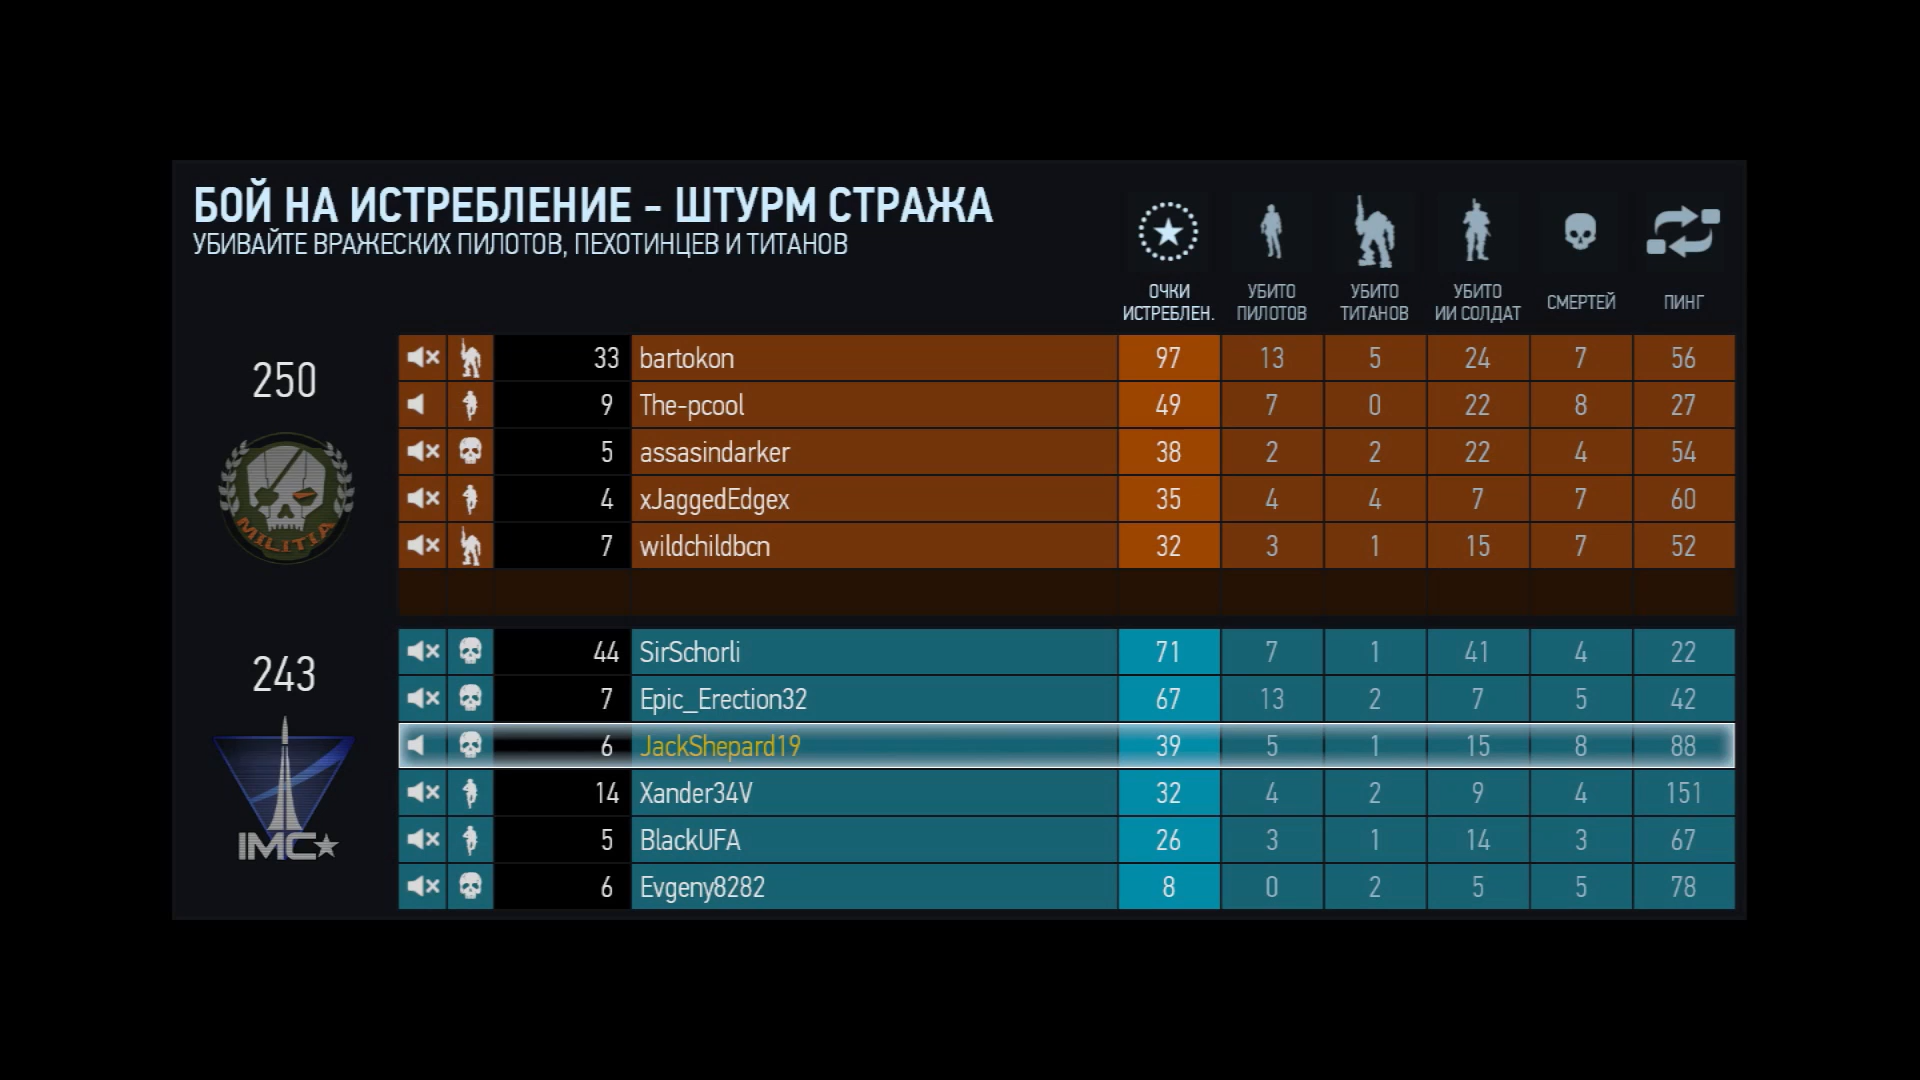 БОЙ НА ИСТРЕБЛЕНИЕ - ШТУРМ СТРАЖА
УБИВАЙТЕ ВРАЖЕСКИХ ПИЛОТОВ, ПЕХОТИНЦЕВ И ТИТАНОВ
ОЧКИ ИСТРЕБЛЕН. УБИТО ПИЛОТОВ УБИТО ТИТАНОВ УБИТО ИИ СОЛДАТ СМЕРТЕЙ ПИНГ
250
MILITIA
33 bartokon 97 13 5 24 7 56
9 The-pcool 49 7 0 22 8 27
5 assasindarker 38 2 2 22 4 54
4 xJaggedEdgex 35 4 4 7 7 60
7 wildchildbcn 32 3 1 15 7 52
243
IMC
44 SirSchorli 71 7 1 41 4 22
7 Epic_Erection32 67 13 2 7 5 42
6 JackShepard19 39 5 1 15 8 88
14 Xander34V 32 4 2 9 4 151
5 BlackUFA 26 3 1 14 3 67
6 Evgeny8282 8 0 2 5 5 78